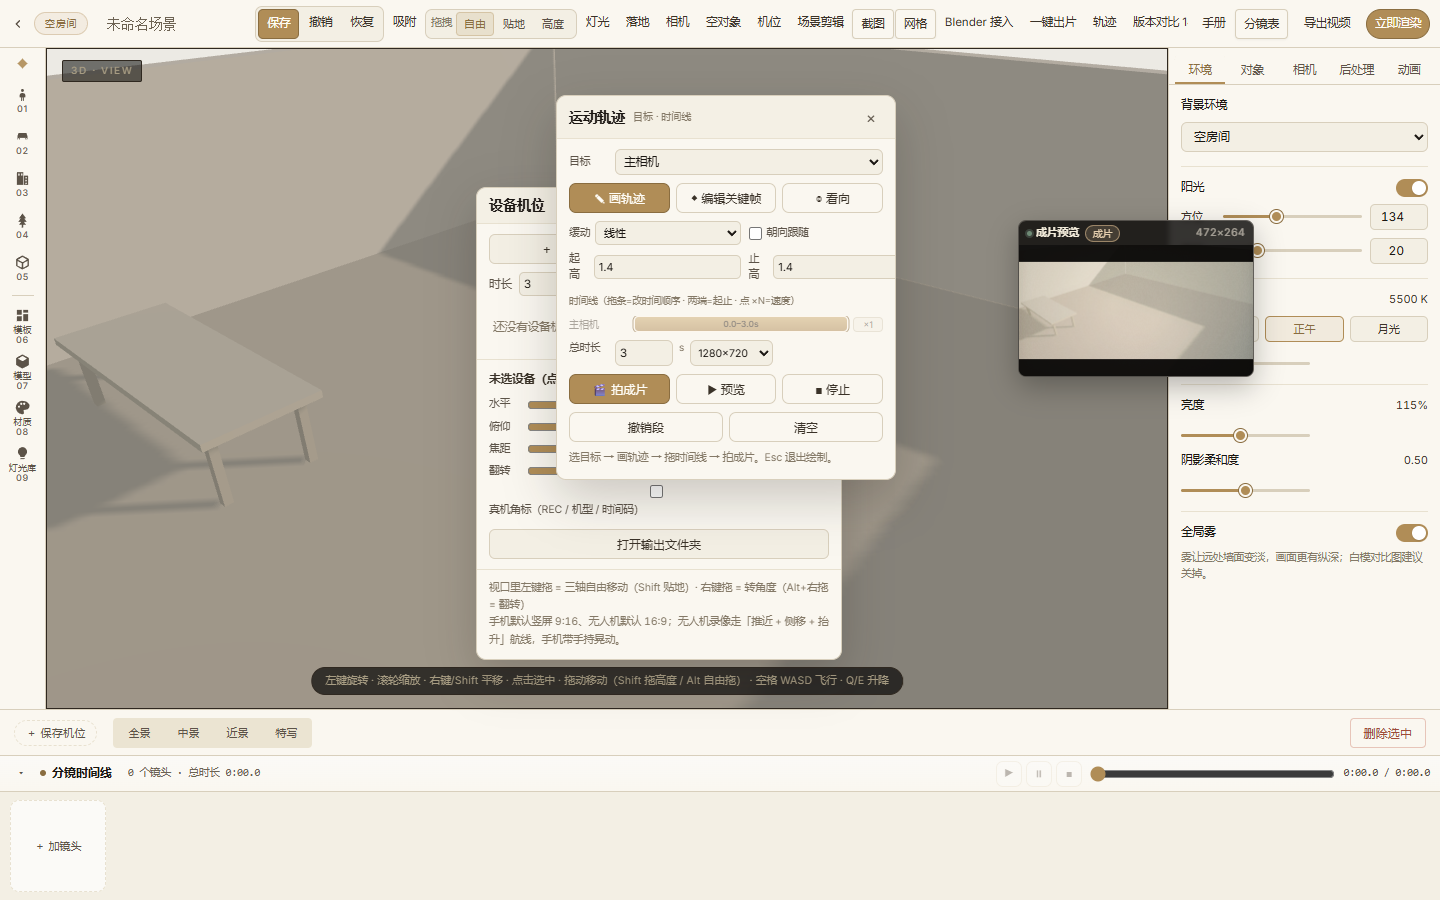 空房间
未命名场景
保存 撤销 恢复 吸附 拖拽 自由 贴地 高度 灯光 落地 相机 空对象 机位 场景剪辑 截图 网格 Blender 接入 一键出片 轨迹 版本对比 1 手册 分镜表 导出视频 立即渲染
3D · VIEW
01
02
03
04
05
模板
06
模型
07
材质
08
灯光库
09
运动轨迹 目标 · 时间线 ×
目标 主相机
画轨迹 编辑关键帧 看向
缓动 线性 朝向跟随
起高 1.4 止高 1.4
时间线（拖条=改时间顺序 · 两端=起止 · 点 ×N=速度）
主相机 0.0–3.0s ×1
总时长 3 s 1280×720
拍成片 ▶ 预览 ■ 停止
撤销段 清空
选目标 → 画轨迹 → 拖时间线 → 拍成片。Esc 退出绘制。
设备机位
+
时长 3
还没有设备机
未选设备（点
水平
俯仰
焦距
翻转
真机角标（REC / 机型 / 时间码）
打开输出文件夹
视口里左键拖 = 三轴自由移动（Shift 贴地）· 右键拖 = 转角度（Alt+右拖
= 翻转）
手机默认竖屏 9:16、无人机默认 16:9；无人机录像走「推近 + 侧移 + 抬
升」航线，手机带手持晃动。
左键旋转 · 滚轮缩放 · 右键/Shift 平移 · 点击选中 · 拖动移动（Shift 拖高度 / Alt 自由拖） · 空格 WASD 飞行 · Q/E 升降
成片预览 成片 472×264
环境 对象 相机 后处理 动画
背景环境
空房间
阳光
方位 134
20
5500 K
正午 月光
亮度 115%
阴影柔和度 0.50
全局雾
雾让远处墙面变淡，画面更有纵深；白模对比图建议
关掉。
+ 保存机位 全景 中景 近景 特写 删除选中
分镜时间线 0 个镜头 · 总时长 0:00.0 0:00.0 / 0:00.0
+ 加镜头